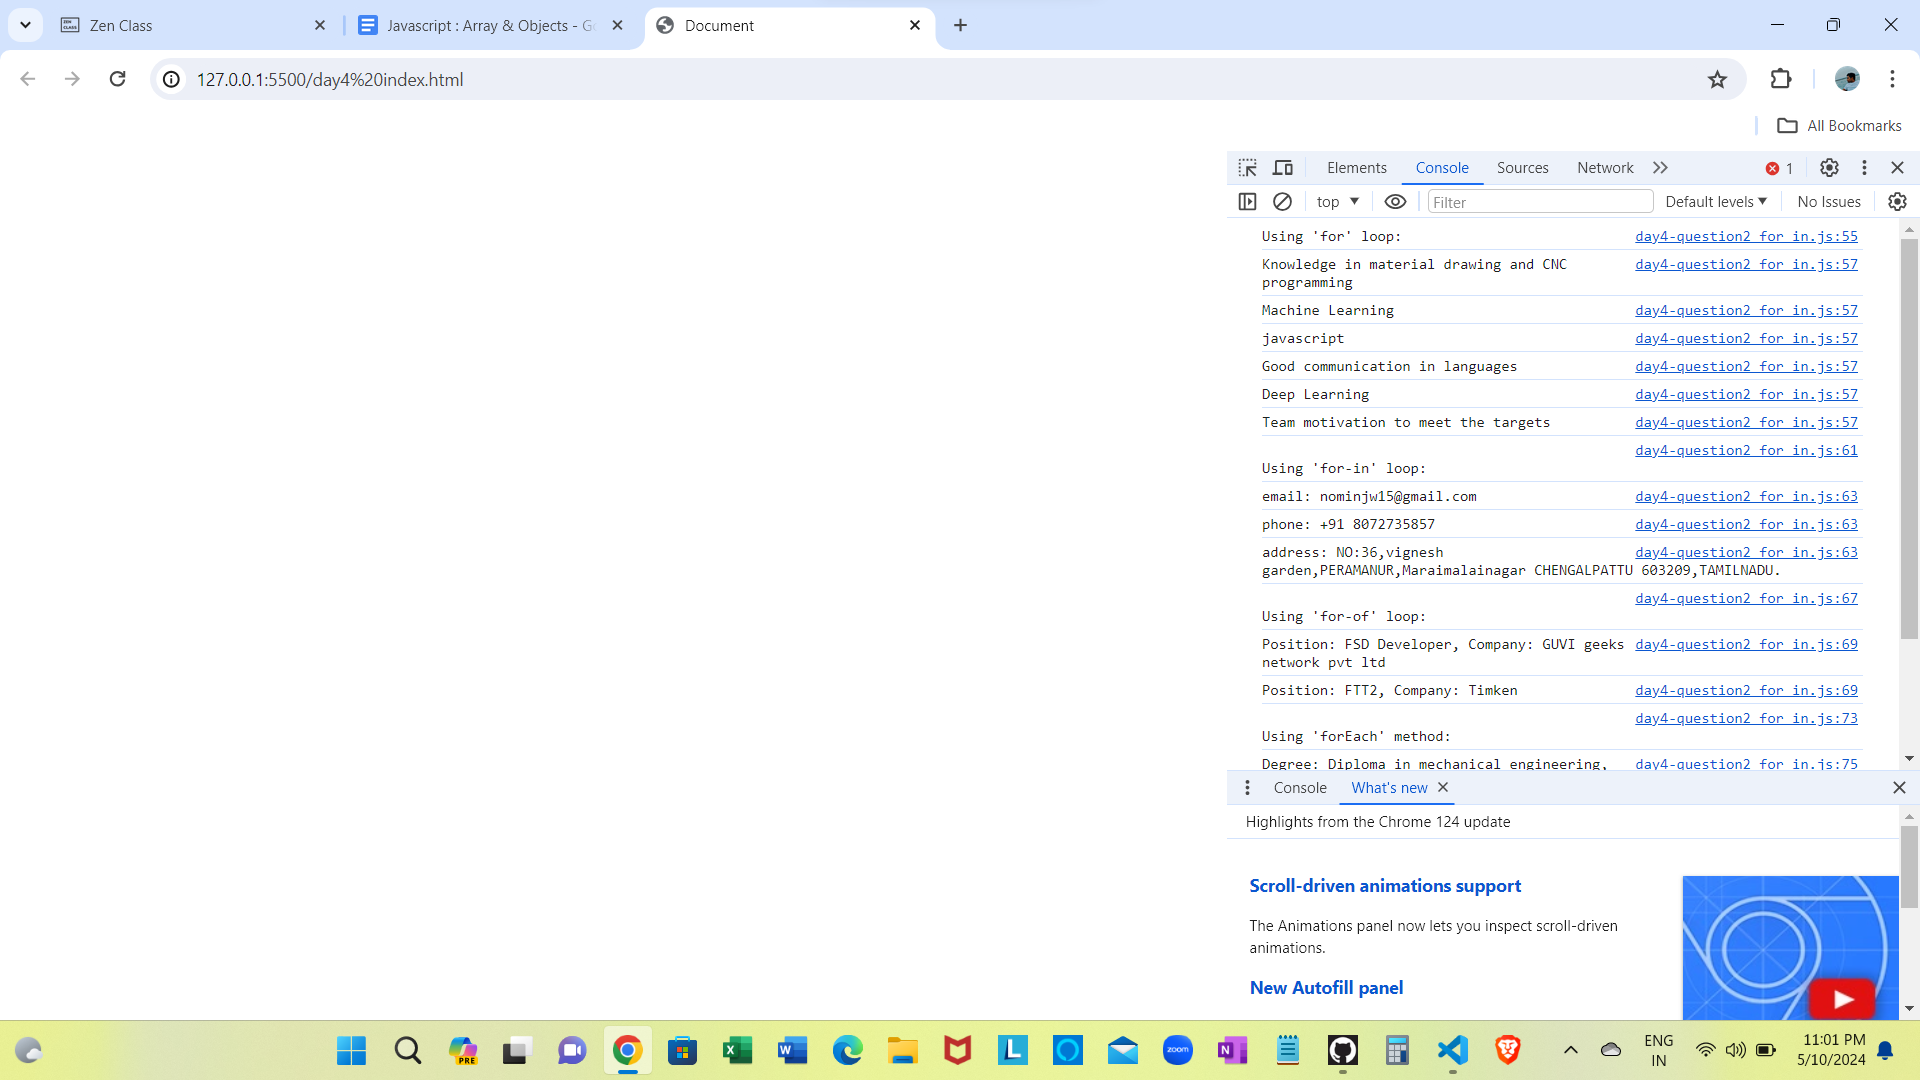 Zen Class
Javascript : Array & Objects - Go
Document
127.0.0.1:5500/day4%20index.html
All Bookmarks
Elements Console Sources Network 1
top Filter Default levels No Issues
Using 'for' loop: day4-question2 for in.js:55
Knowledge in material drawing and CNC day4-question2 for in.js:57
programming
Machine Learning day4-question2 for in.js:57
javascript day4-question2 for in.js:57
Good communication in languages day4-question2 for in.js:57
Deep Learning day4-question2 for in.js:57
Team motivation to meet the targets day4-question2 for in.js:57
day4-question2 for in.js:61
Using 'for-in' loop:
email: nominjw15@gmail.com day4-question2 for in.js:63
phone: +91 8072735857 day4-question2 for in.js:63
address: NO:36,vignesh day4-question2 for in.js:63
garden,PERAMANUR,Maraimalainagar CHENGALPATTU 603209,TAMILNADU.
day4-question2 for in.js:67
Using 'for-of' loop:
Position: FSD Developer, Company: GUVI geeks day4-question2 for in.js:69
network pvt ltd
Position: FTT2, Company: Timken day4-question2 for in.js:69
day4-question2 for in.js:73
Using 'forEach' method:
Degree: Diploma in mechanical engineering, day4-question2 for in.js:75
Console What's new
Highlights from the Chrome 124 update
Scroll-driven animations support
The Animations panel now lets you inspect scroll-driven
animations.
New Autofill panel
PRE
zoom
ENG
IN
11:01 PM
5/10/2024